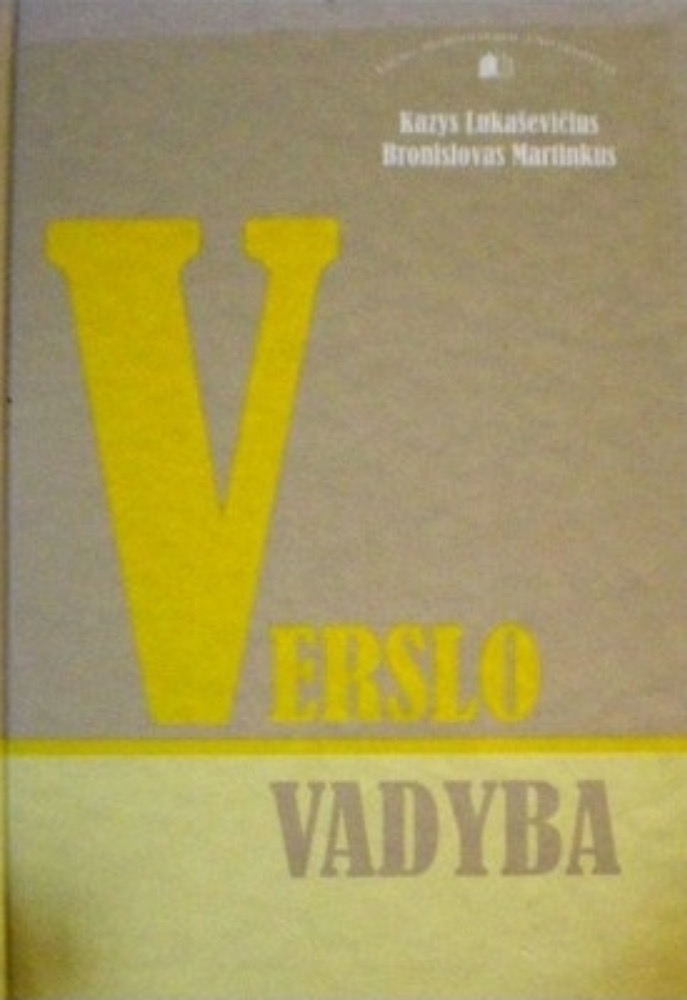 Kazys Lukaševičius
Bronislovas Martinkus
VERSLO
VADYBA